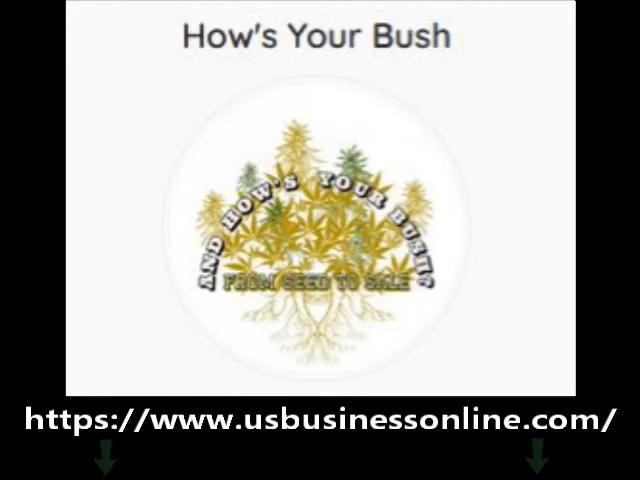 How's Your Bush
AND HOW'S YOUR BUSH?
FROM SEED TO SALE
https://www.usbusinessonline.com/